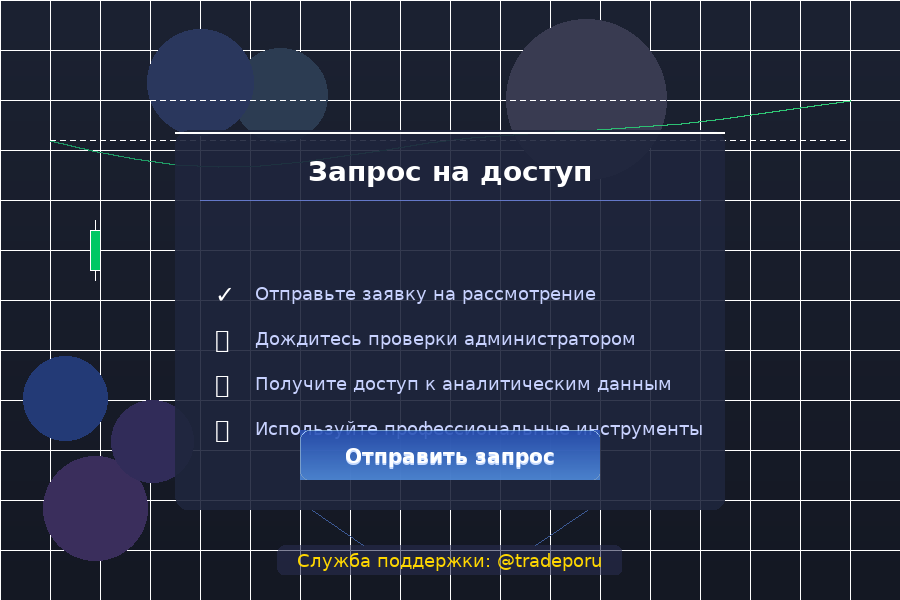 Запрос на доступ
✓ Отправьте заявку на рассмотрение
Дождитесь проверки администратором
Получите доступ к аналитическим данным
Используйте профессиональные инструменты
Отправить запрос
Служба поддержки: @tradeporu